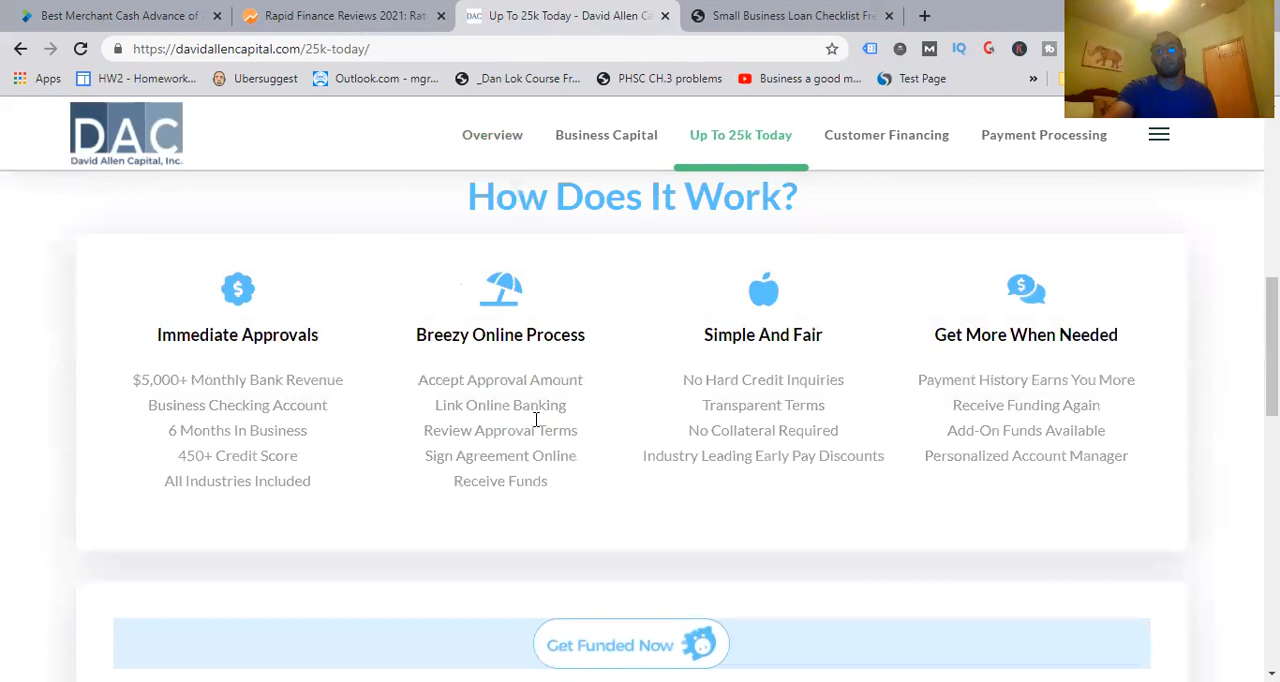 Best Merchant Cash Advance of
Rapid Finance Reviews 2021: Rat
DAC Up To 25k Today - David Allen Ca
Small Business Loan Checklist Fre
https://davidallencapital.com/25k-today/
Apps
HW2 - Homework...
Ubersuggest
Outlook.com - mgr...
_Dan Lok Course Fr...
PHSC CH.3 problems
Business a good m...
Test Page
»
DAC
David Allen Capital, Inc.
Overview
Business Capital
Up To 25k Today
Customer Financing
Payment Processing
How Does It Work?
Immediate Approvals
$5,000+ Monthly Bank Revenue
Business Checking Account
6 Months In Business
450+ Credit Score
All Industries Included
Breezy Online Process
Accept Approval Amount
Link Online Banking
Review Approval Terms
Sign Agreement Online
Receive Funds
Simple And Fair
No Hard Credit Inquiries
Transparent Terms
No Collateral Required
Industry Leading Early Pay Discounts
Get More When Needed
Payment History Earns You More
Receive Funding Again
Add-On Funds Available
Personalized Account Manager
Get Funded Now